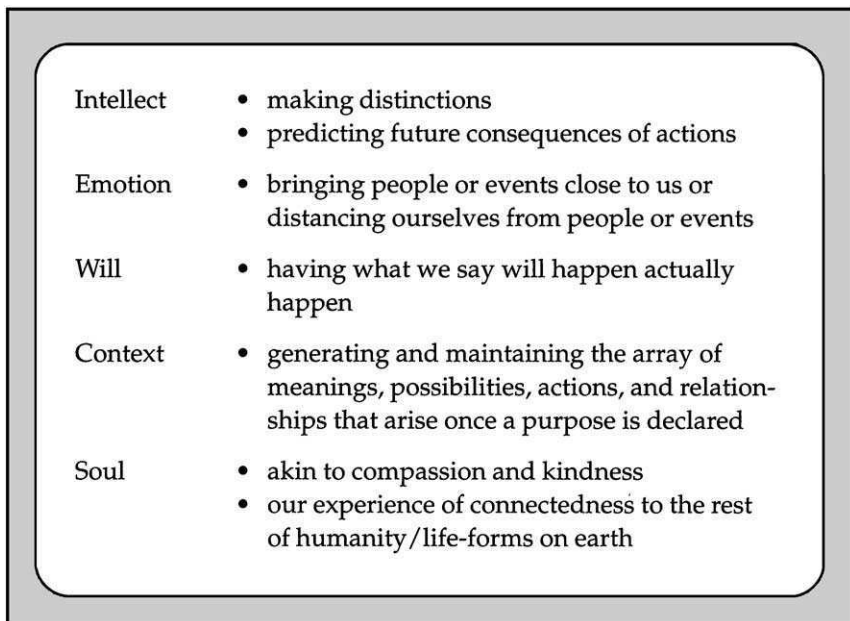 Intellect • making distinctions
• predicting future consequences of actions
Emotion • bringing people or events close to us or
distancing ourselves from people or events
Will • having what we say will happen actually
happen
Context • generating and maintaining the array of
meanings, possibilities, actions, and relation-
ships that arise once a purpose is declared
Soul • akin to compassion and kindness
• our experience of connectedness to the rest
of humanity/life-forms on earth